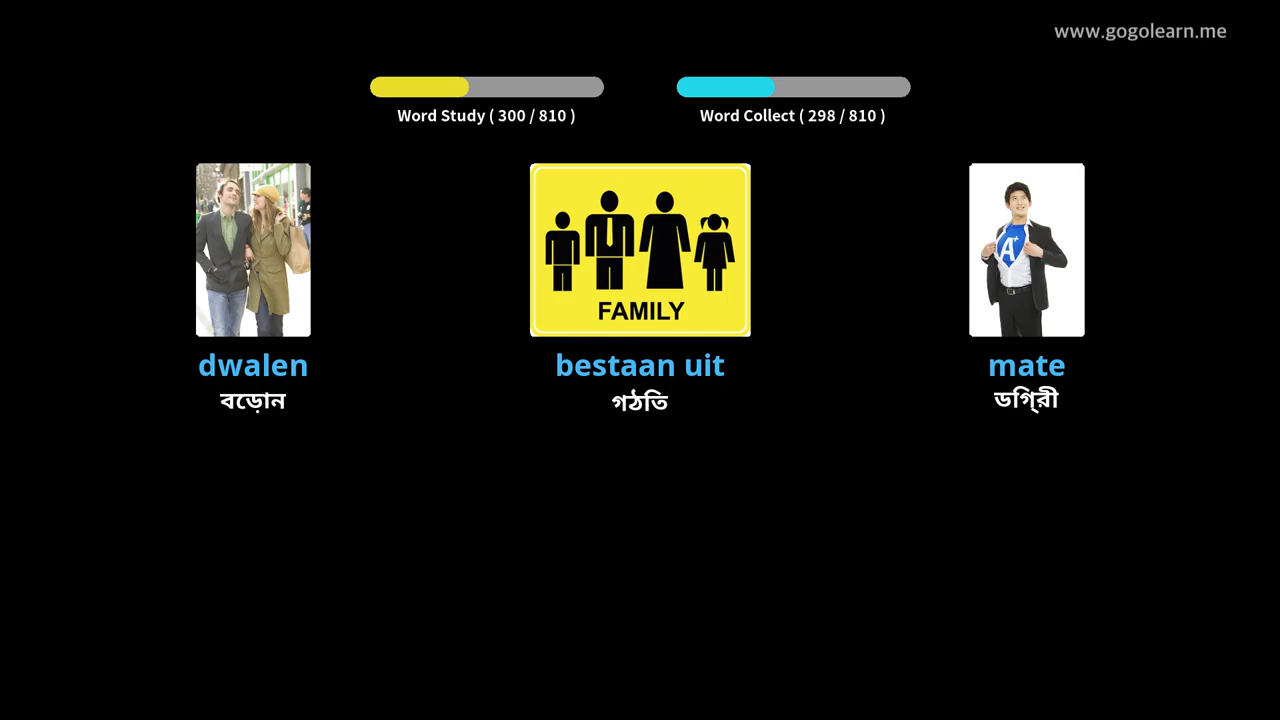 www.gogolearn.me
Word Study ( 300 / 810 )
Word Collect ( 298 / 810 )
FAMILY
A+
dwalen
bestaan uit
mate
বড়োন
গঠতি
ডগি্রী